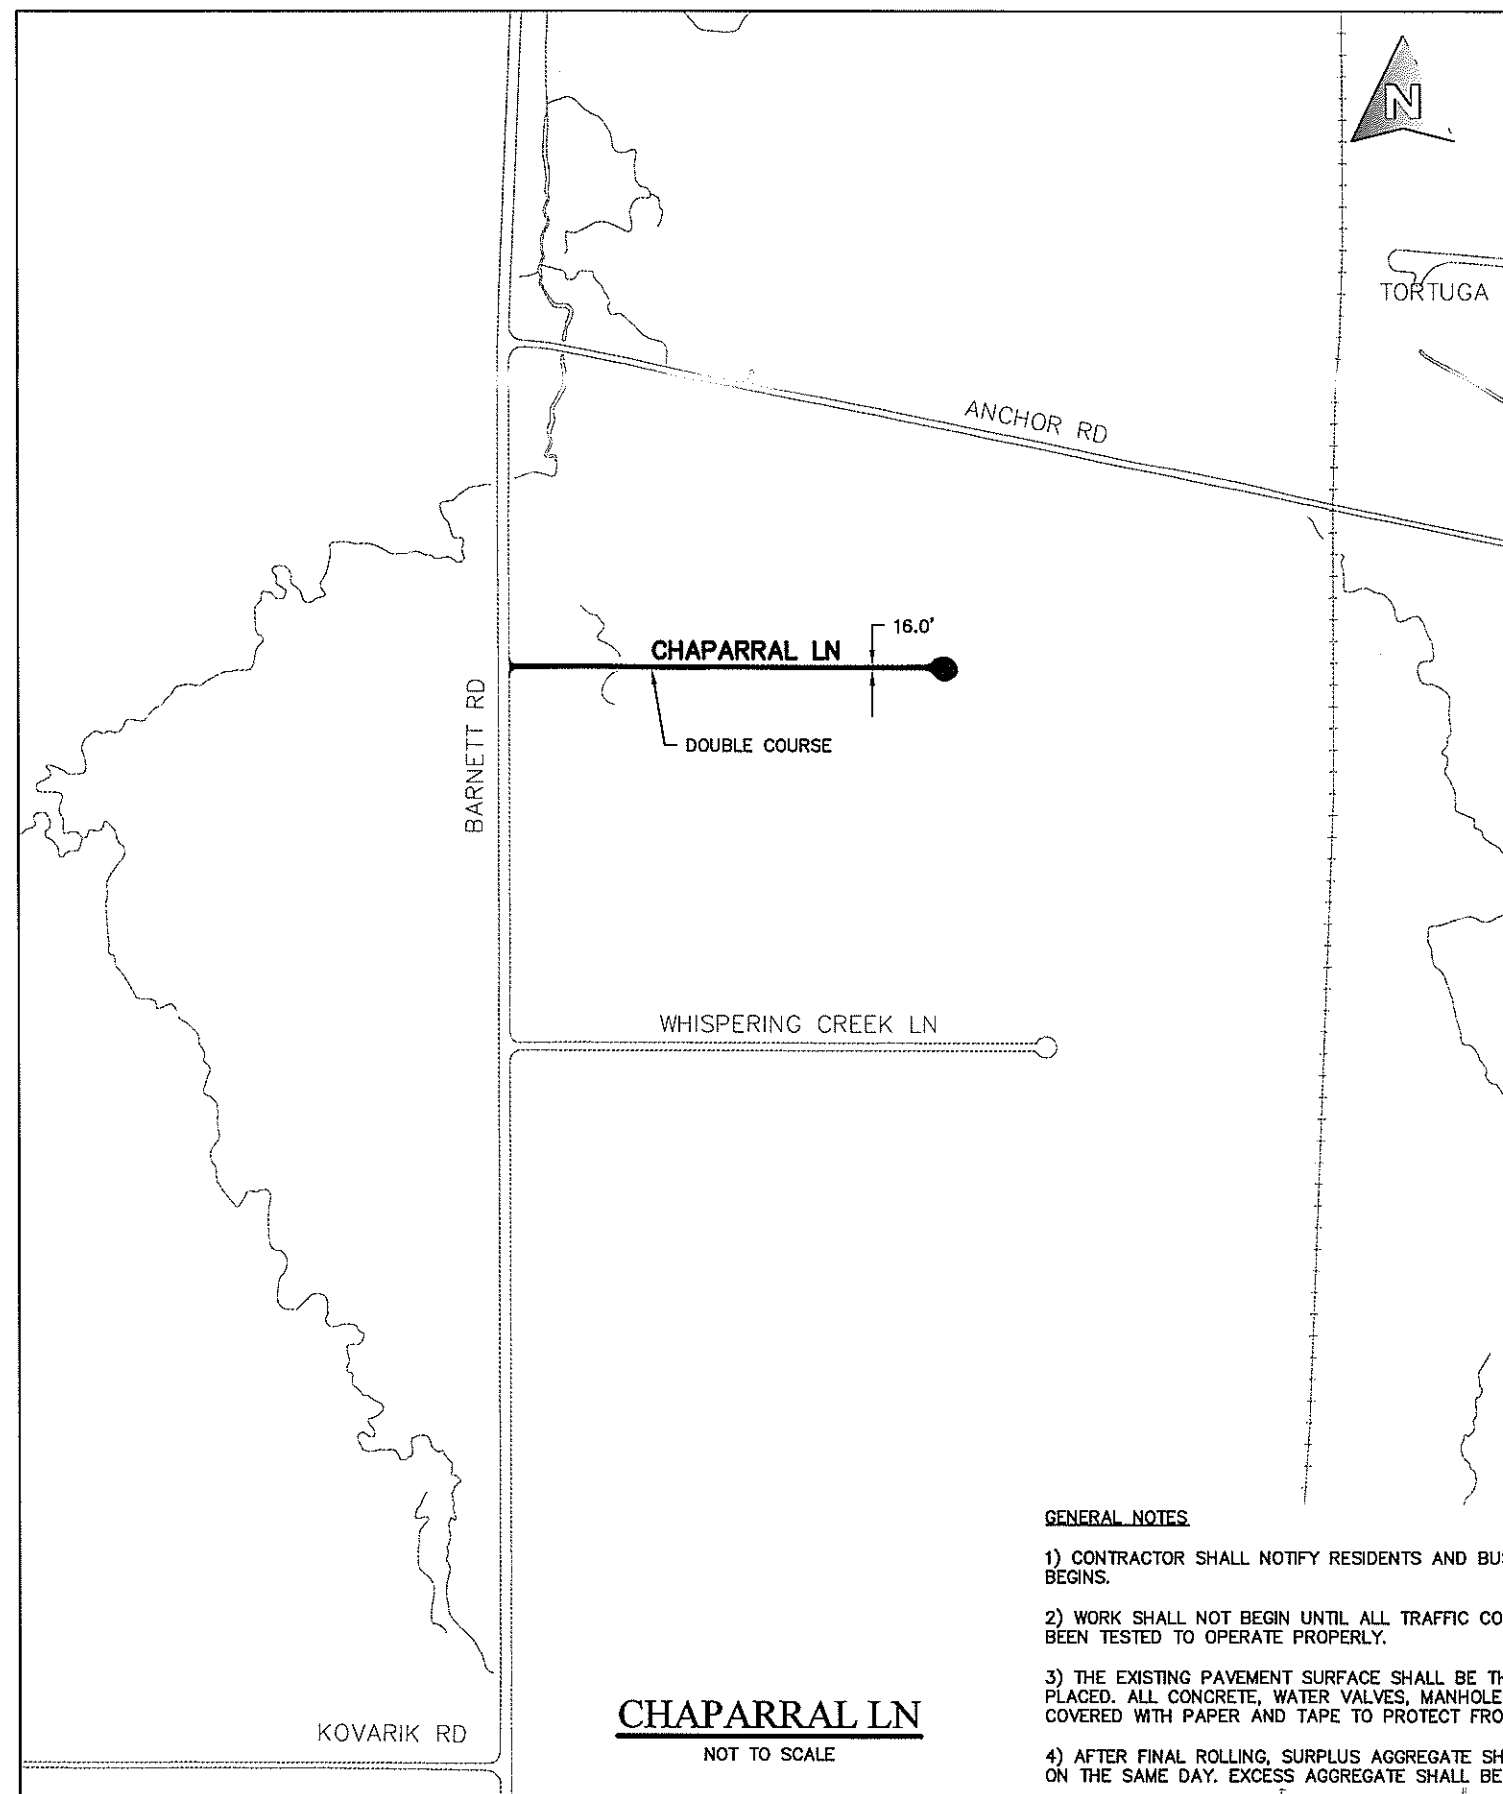 N
TORTUGA
ANCHOR RD
16.0'
CHAPARRAL LN
BARNETT RD
DOUBLE COURSE
WHISPERING CREEK LN
GENERAL NOTES
1) CONTRACTOR SHALL NOTIFY RESIDENTS AND BUS
BEGINS.
2) WORK SHALL NOT BEGIN UNTIL ALL TRAFFIC CO
BEEN TESTED TO OPERATE PROPERLY.
3) THE EXISTING PAVEMENT SURFACE SHALL BE TH
PLACED. ALL CONCRETE, WATER VALVES, MANHOLE
COVERED WITH PAPER AND TAPE TO PROTECT FRO
4) AFTER FINAL ROLLING, SURPLUS AGGREGATE SH
ON THE SAME DAY. EXCESS AGGREGATE SHALL BE
KOVARIK RD
CHAPARRAL LN
NOT TO SCALE